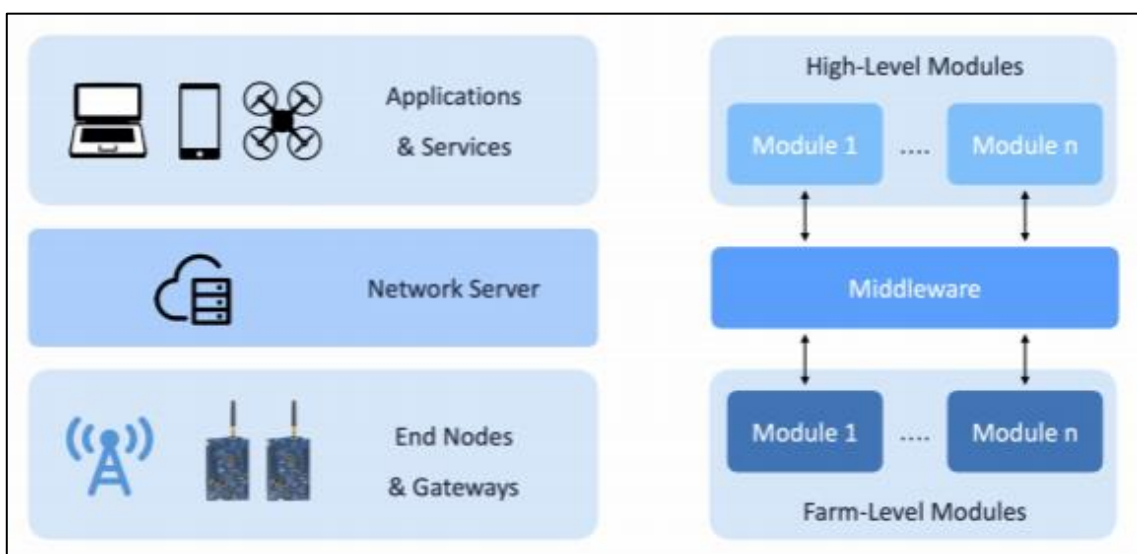 Applications
& Services
Network Server
End Nodes
& Gateways
High-Level Modules
Module 1 .... Module n
Middleware
Module 1 .... Module n
Farm-Level Modules